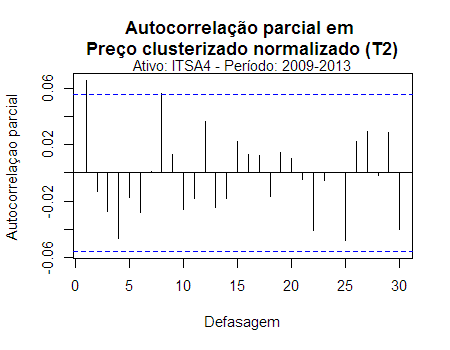 Autocorrelação parcial em
Preço clusterizado normalizado (T2)
Ativo: ITSA4 - Período: 2009-2013
Autocorrelaçao parcial
0.06
0.02
-0.02
-0.06
0 5 10 15 20 25 30
Defasagem